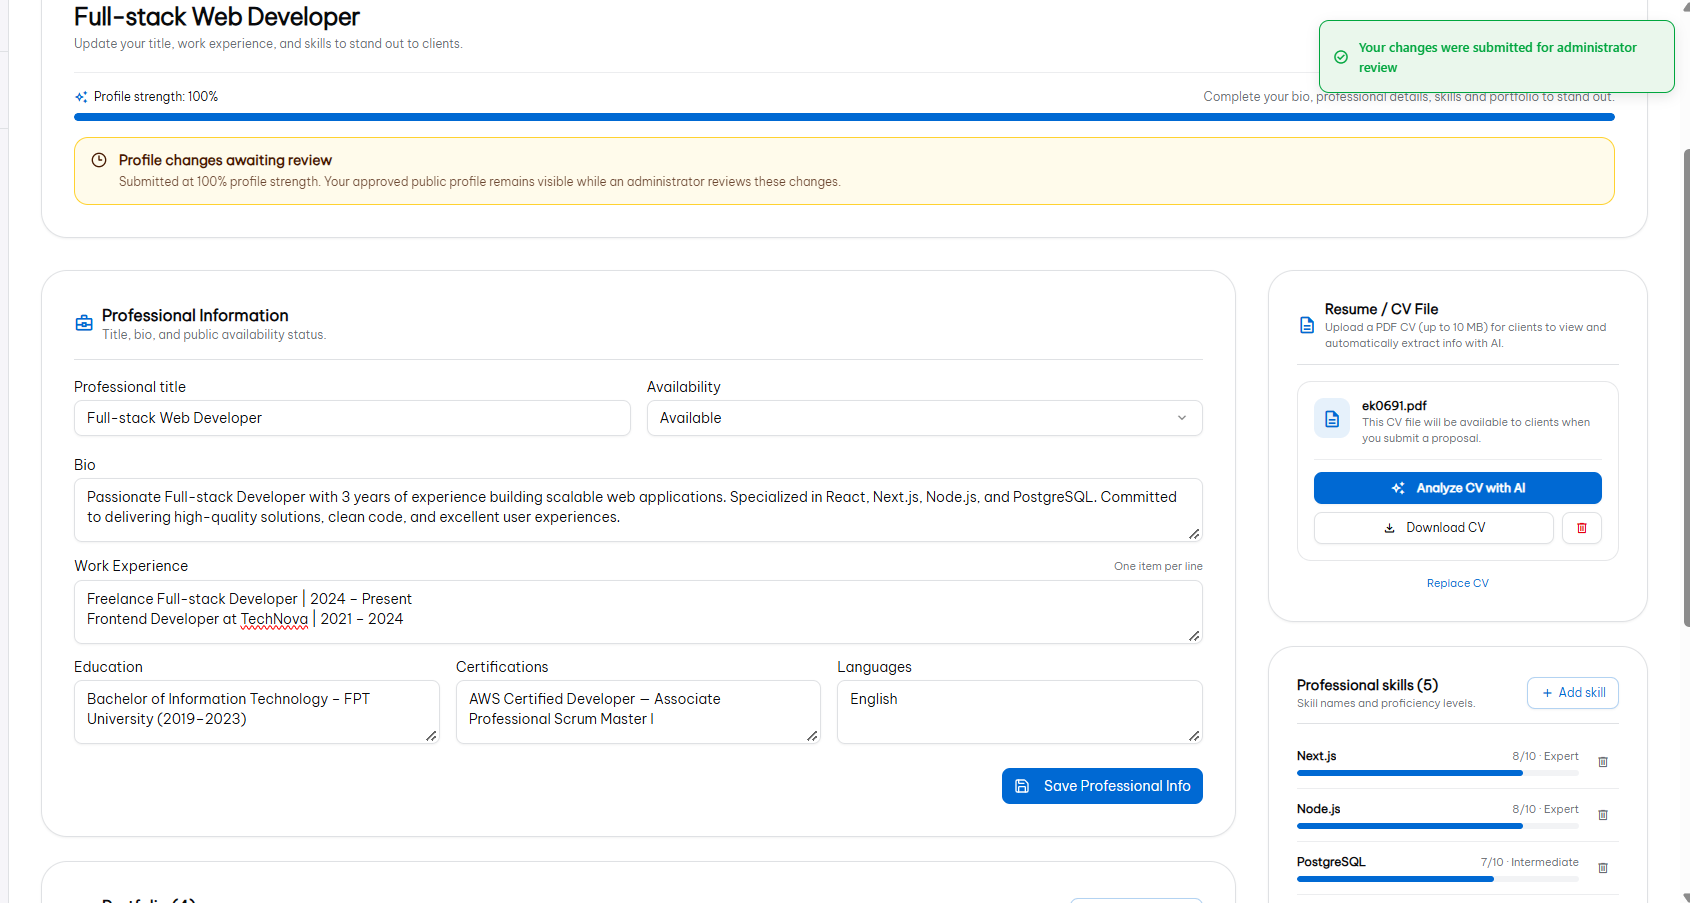 Full-stack Web Developer
Update your title, work experience, and skills to stand out to clients.
Your changes were submitted for administrator
review
Profile strength: 100%
Complete your bio, professional details, skills and portfolio to stand out.
Profile changes awaiting review
Submitted at 100% profile strength. Your approved public profile remains visible while an administrator reviews these changes.
Professional Information
Title, bio, and public availability status.
Professional title
Availability
Full-stack Web Developer
Available
Bio
Passionate Full-stack Developer with 3 years of experience building scalable web applications. Specialized in React, Next.js, Node.js, and PostgreSQL. Committed
to delivering high-quality solutions, clean code, and excellent user experiences.
Work Experience
One item per line
Freelance Full-stack Developer | 2024 – Present
Frontend Developer at TechNova | 2021 – 2024
Education
Certifications
Languages
Bachelor of Information Technology – FPT
University (2019–2023)
AWS Certified Developer — Associate
Professional Scrum Master I
English
Save Professional Info
Resume / CV File
Upload a PDF CV (up to 10 MB) for clients to view and
automatically extract info with AI.
ek0691.pdf
This CV file will be available to clients when
you submit a proposal.
Analyze CV with AI
Download CV
Replace CV
Professional skills (5)
Skill names and proficiency levels.
+ Add skill
Next.js
8/10 · Expert
Node.js
8/10 · Expert
PostgreSQL
7/10 · Intermediate
Portfolio (4)